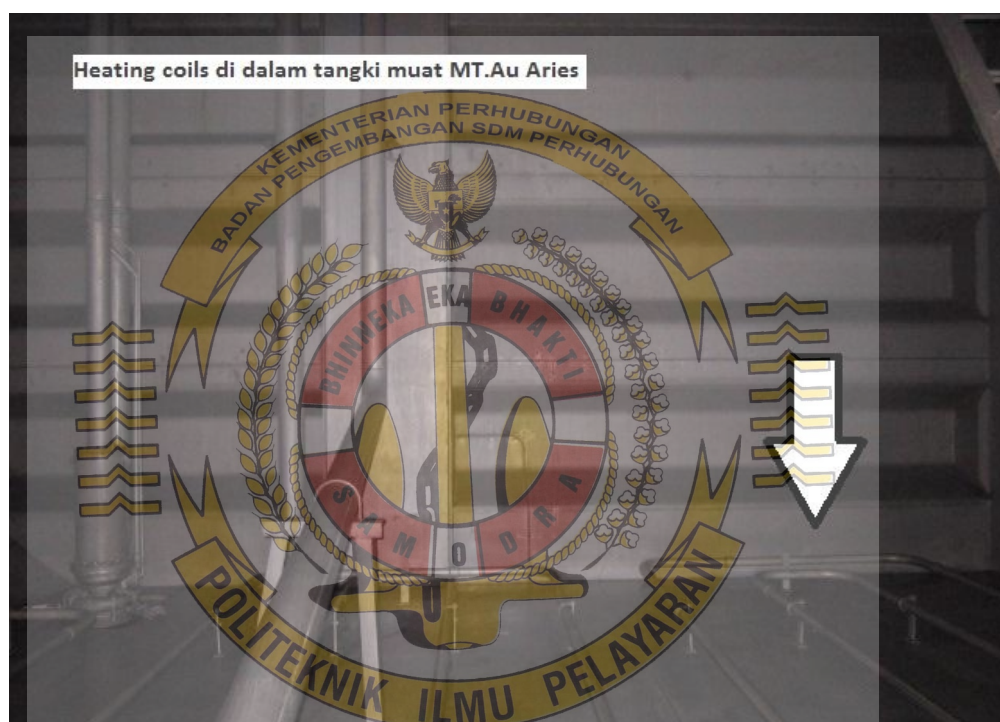 Heating coils di dalam tangki muat MT.Au Aries
KEMENTERIAN PERHUBUNGAN
BADAN PENGEMBANGAN SDM PERHUBUNGAN
BHINNEKA EKA BHAKTI
SAMODRA
POLITEKNIK ILMU PELAYARAN